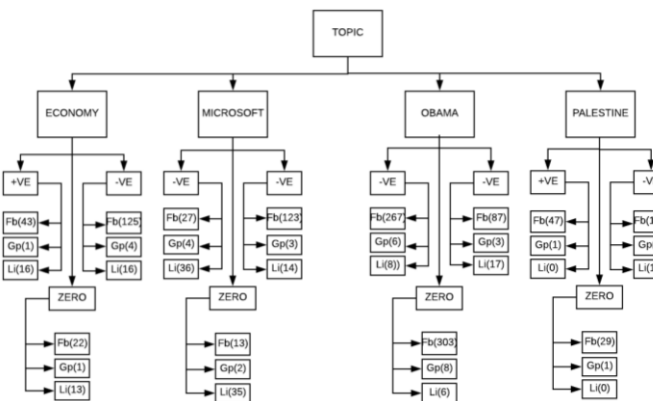 TOPIC
ECONOMY MICROSOFT OBAMA PALESTINE
+VE -VE -VE -VE -VE -VE +VE
Fb(43) Fb(125) Fb(27) Fb(123) Fb(267) Fb(87) Fb(47)
Gp(1) Gp(4) Gp(4) Gp(3) Gp(6) Gp(3) Gp(1)
Li(16) Li(16) Li(36) Li(14) Li(8)) Li(17) Li(0)
ZERO ZERO ZERO ZERO
Fb(22) Fb(13) Fb(303) Fb(29)
Gp(1) Gp(2) Gp(8) Gp(1)
Li(13) Li(35) Li(6) Li(0)